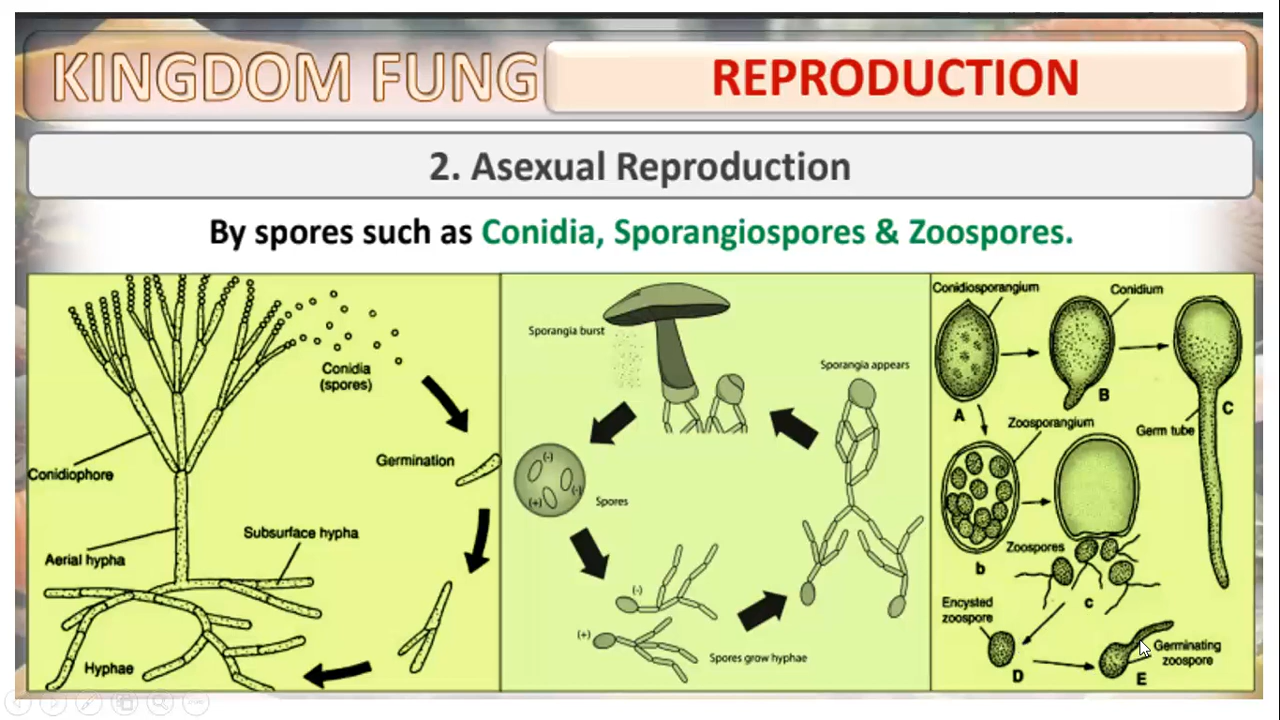 KINGDOM FUNG
REPRODUCTION
2. Asexual Reproduction
By spores such as Conidia, Sporangiospores & Zoospores.
Conidia
(spores)
Germination
Conidiophore
Aerial hypha
Subsurface hypha
Hyphae
Sporangia burst
Sporangia appears
(-)
(-)
(+)
Spores
(-)
(+)
Spores grow hyphae
Conidiosporangium
Conidium
A
B
C
Zoosporangium
Germ tube
Zoospores
b
c
Encysted
zoospore
D
Germinating
zoospore
E